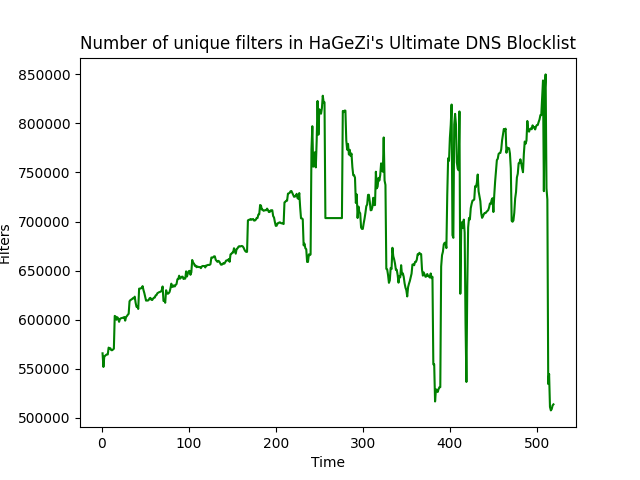 Number of unique filters in HaGeZi's Ultimate DNS Blocklist
850000
800000
750000
700000
650000
600000
550000
500000
Filters
0 100 200 300 400 500
Time